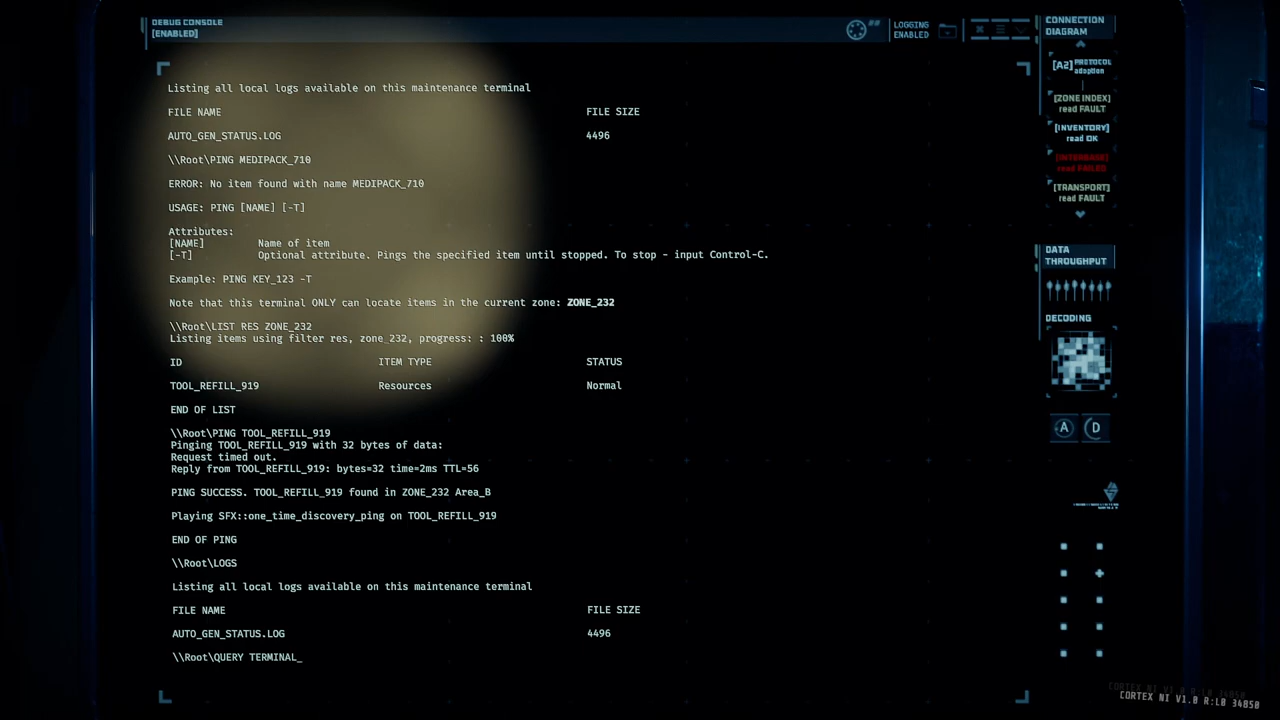 DEBUG CONSOLE
[ENABLED]
LOGGING
ENABLED
CONNECTION
DIAGRAM
[A2] PROTOCOL
adaption
[ZONE INDEX]
read FAULT
[INVENTORY]
read OK
[INTERBASE]
read FAILED
[TRANSPORT]
read FAULT
DATA
THROUGHPUT
DECODING
A D
Listing all local logs available on this maintenance terminal
FILE NAME FILE SIZE
AUTO_GEN_STATUS.LOG 4496
\\Root\PING MEDIPACK_710
ERROR: No item found with name MEDIPACK_710
USAGE: PING [NAME] [-T]
Attributes:
[NAME] Name of item
[-T] Optional attribute. Pings the specified item until stopped. To stop - input Control-C.
Example: PING KEY_123 -T
Note that this terminal ONLY can locate items in the current zone: ZONE_232
\\Root\LIST RES ZONE_232
Listing items using filter res, zone_232, progress: : 100%
ID ITEM TYPE STATUS
TOOL_REFILL_919 Resources Normal
END OF LIST
\\Root\PING TOOL_REFILL_919
Pinging TOOL_REFILL_919 with 32 bytes of data:
Request timed out.
Reply from TOOL_REFILL_919: bytes=32 time=2ms TTL=56
PING SUCCESS. TOOL_REFILL_919 found in ZONE_232 Area_B
Playing SFX::one_time_discovery_ping on TOOL_REFILL_919
END OF PING
\\Root\LOGS
Listing all local logs available on this maintenance terminal
FILE NAME FILE SIZE
AUTO_GEN_STATUS.LOG 4496
\\Root\QUERY TERMINAL_
CORTEX NI V1.0 R:L0 34850